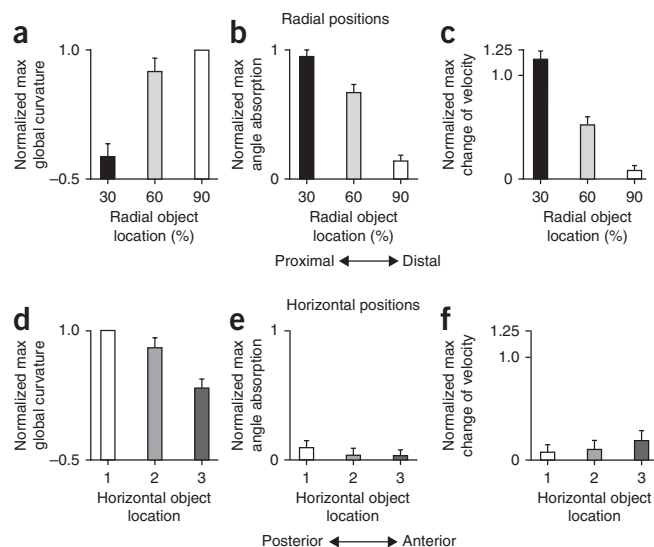 Radial positions
a
Normalized max
global curvature
1.0
–0.5
30 60 90
Radial object
location (%)
b
Normalized max
angle absorption
1
0
30 60 90
Radial object
location (%)
c
Normalized max
change of velocity
1.25
1.0
0
30 60 90
Radial object
location (%)
Proximal Distal
Horizontal positions
d
Normalized max
global curvature
1.0
–0.5
1 2 3
Horizontal object
location
e
Normalized max
angle absorption
1
0
1 2 3
Horizontal object
location
f
Normalized max
change of velocity
1.25
1.0
0
1 2 3
Horizontal object
location
Posterior Anterior